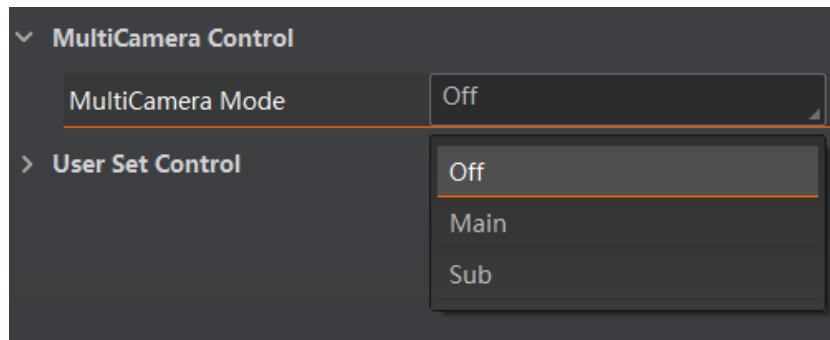 MultiCamera Control
MultiCamera Mode Off
User Set Control
Off
Main
Sub